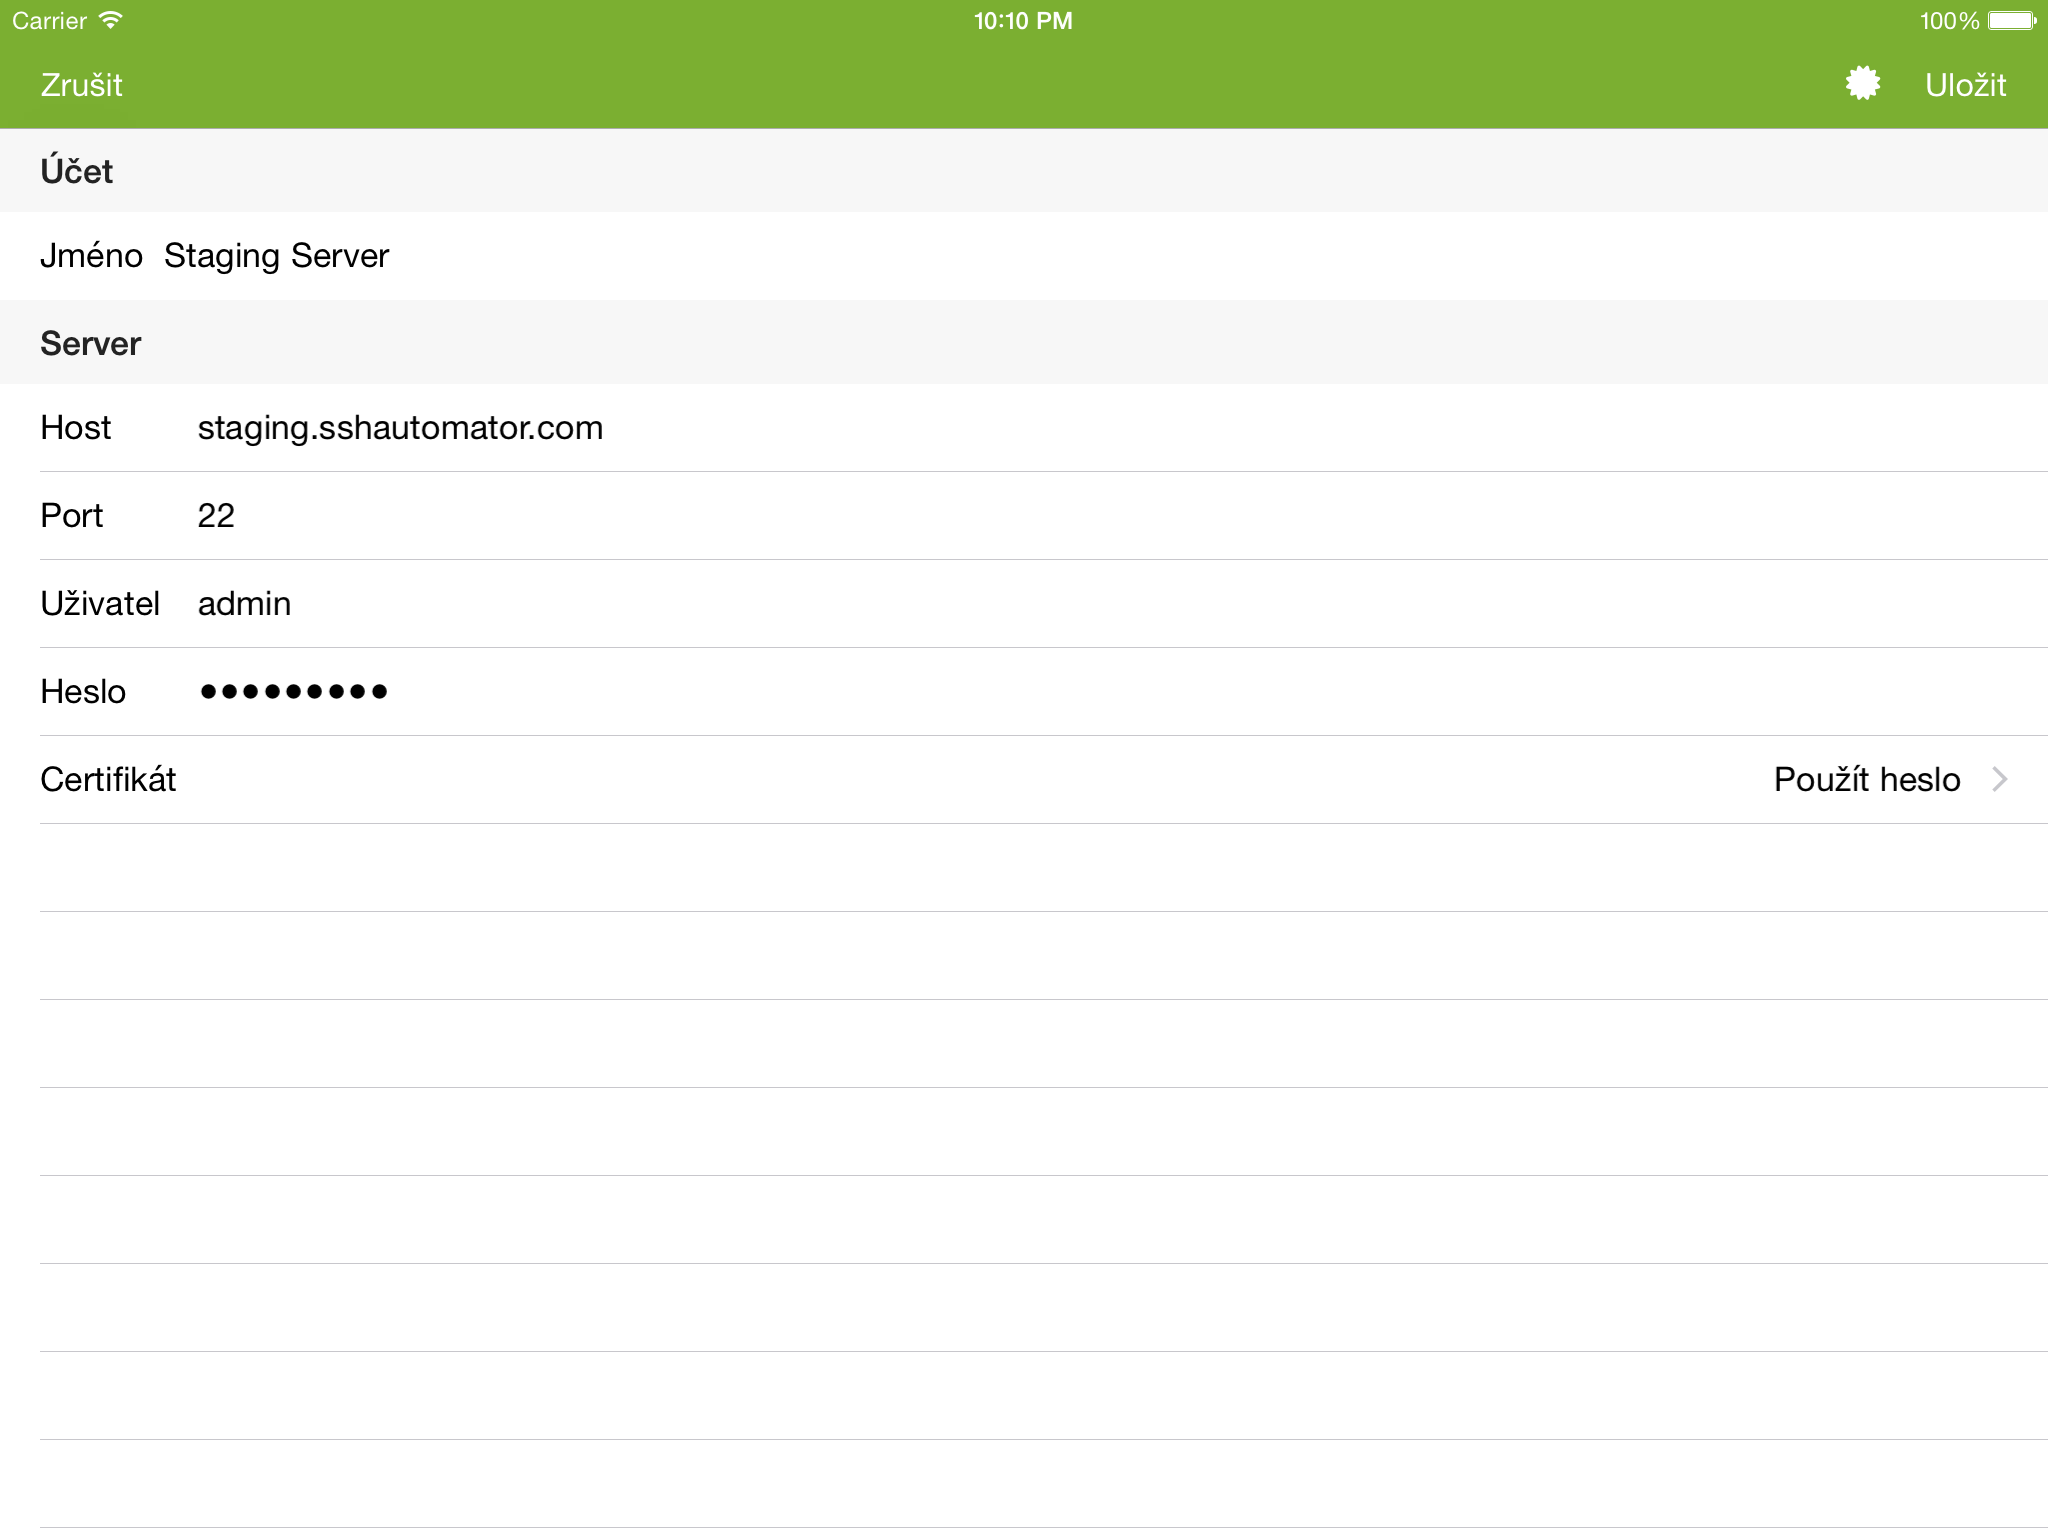 Carrier 10:10 PM 100%
Zrušit Uložit
Účet
Jméno Staging Server
Server
Host staging.sshautomator.com
Port 22
Uživatel admin
Heslo ●●●●●●●●●
Certifikát Použít heslo